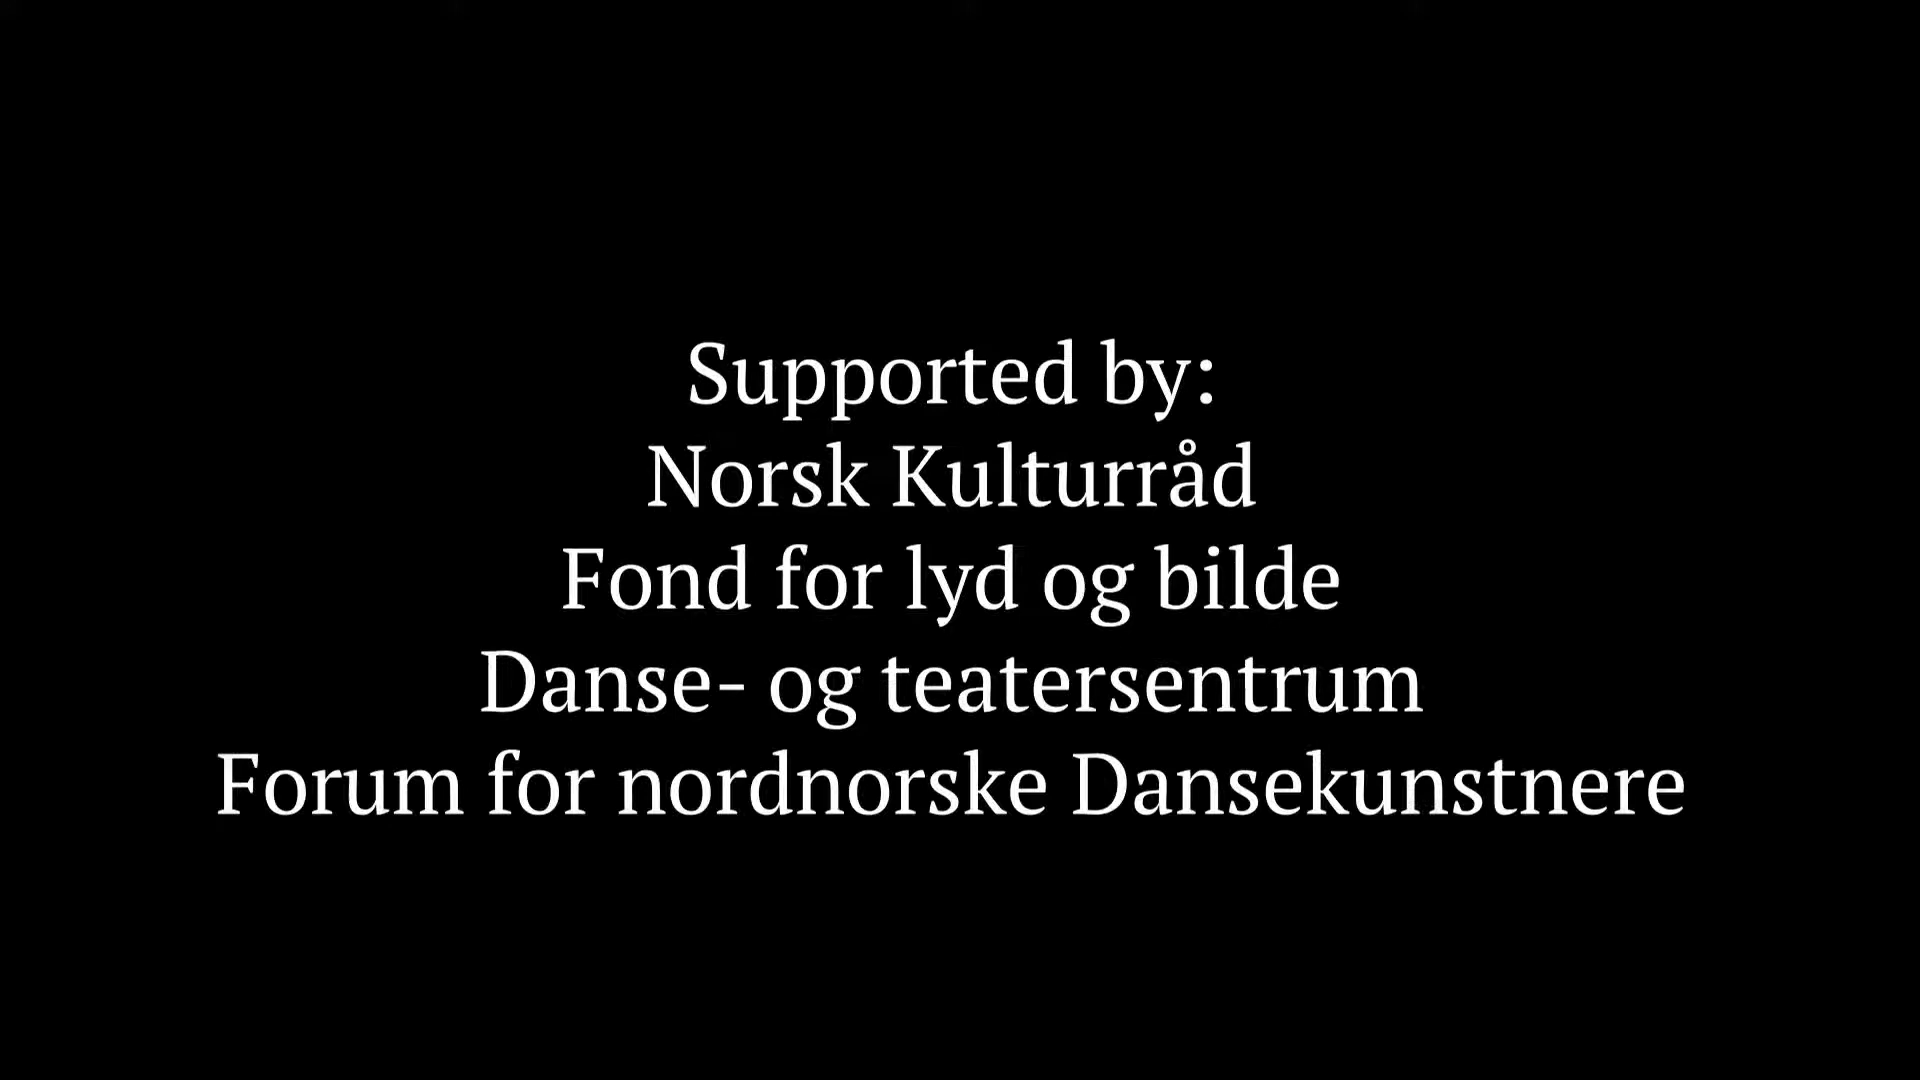 Supported by:
Norsk Kulturråd
Fond for lyd og bilde
Danse- og teatersentrum
Forum for nordnorske Dansekunstnere